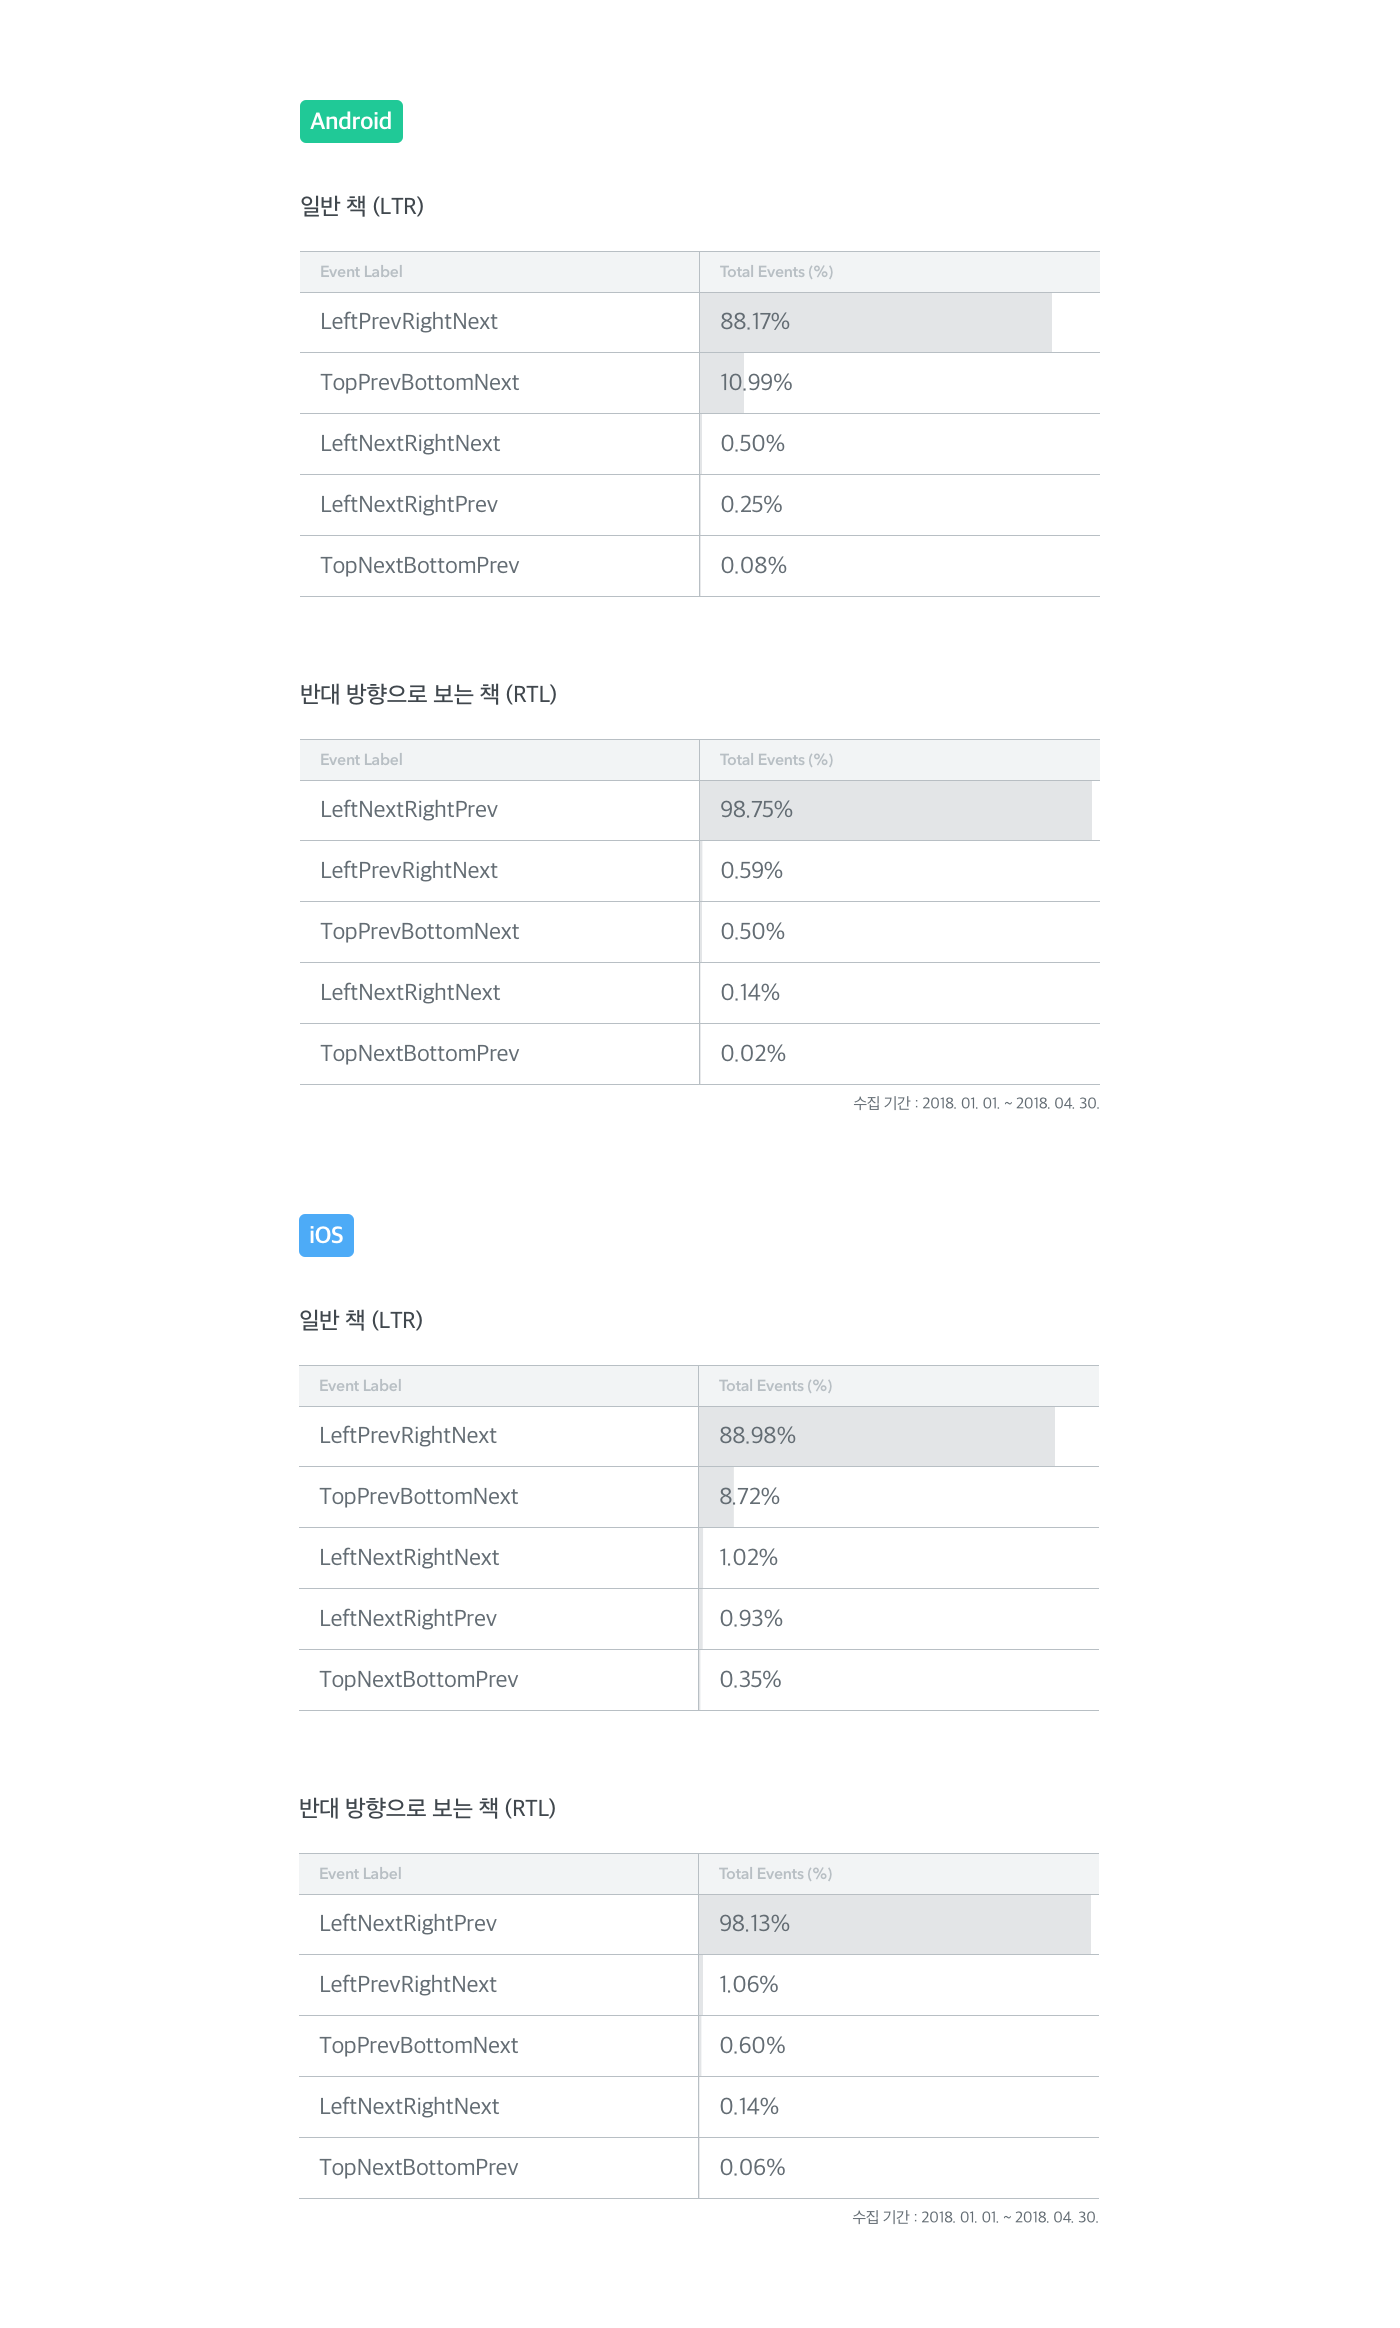 Android
일반 책 (LTR)
Event Label Total Events (%)
LeftPrevRightNext 88.17%
TopPrevBottomNext 10.99%
LeftNextRightNext 0.50%
LeftNextRightPrev 0.25%
TopNextBottomPrev 0.08%
반대 방향으로 보는 책 (RTL)
Event Label Total Events (%)
LeftNextRightPrev 98.75%
LeftPrevRightNext 0.59%
TopPrevBottomNext 0.50%
LeftNextRightNext 0.14%
TopNextBottomPrev 0.02%
수집 기간 : 2018. 01. 01. ~ 2018. 04. 30.
iOS
일반 책 (LTR)
Event Label Total Events (%)
LeftPrevRightNext 88.98%
TopPrevBottomNext 8.72%
LeftNextRightNext 1.02%
LeftNextRightPrev 0.93%
TopNextBottomPrev 0.35%
반대 방향으로 보는 책 (RTL)
Event Label Total Events (%)
LeftNextRightPrev 98.13%
LeftPrevRightNext 1.06%
TopPrevBottomNext 0.60%
LeftNextRightNext 0.14%
TopNextBottomPrev 0.06%
수집 기간 : 2018. 01. 01. ~ 2018. 04. 30.